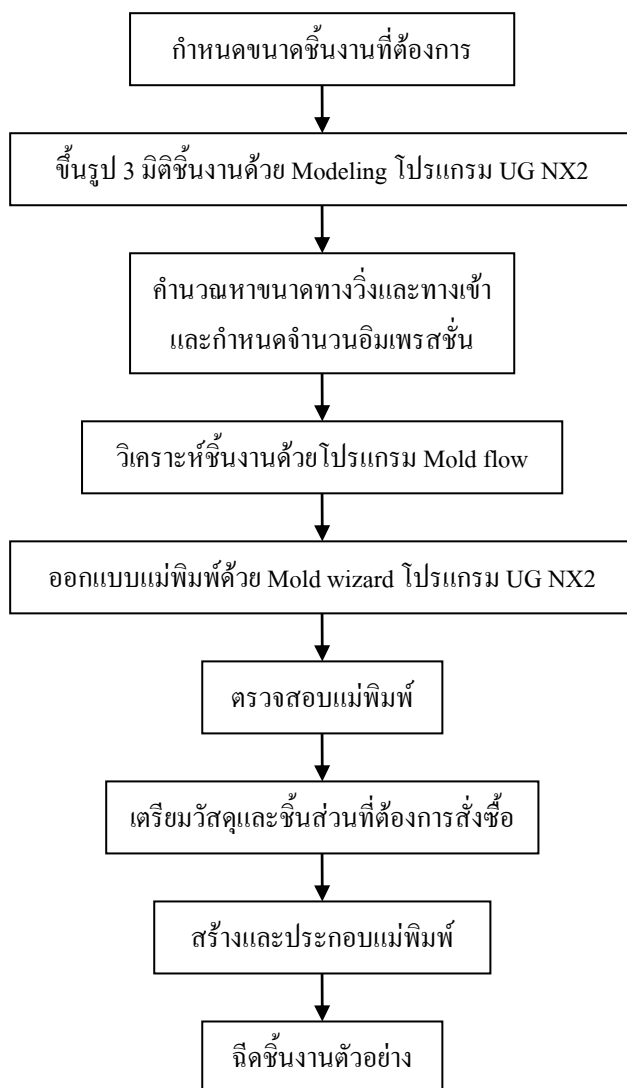 กำหนดขนาดชิ้นงานที่ต้องการ
ขึ้นรูป 3 มิติชิ้นงานด้วย Modeling โปรแกรม UG NX2
คำนวณหาขนาดทางวิ่งและทางเข้า
และกำหนดจำนวนอิมเพรสชั่น
วิเคราะห์ชิ้นงานด้วยโปรแกรม Mold flow
ออกแบบแม่พิมพ์ด้วย Mold wizard โปรแกรม UG NX2
ตรวจสอบแม่พิมพ์
เตรียมวัสดุและชิ้นส่วนที่ต้องการสั่งซื้อ
สร้างและประกอบแม่พิมพ์
ฉีดชิ้นงานตัวอย่าง